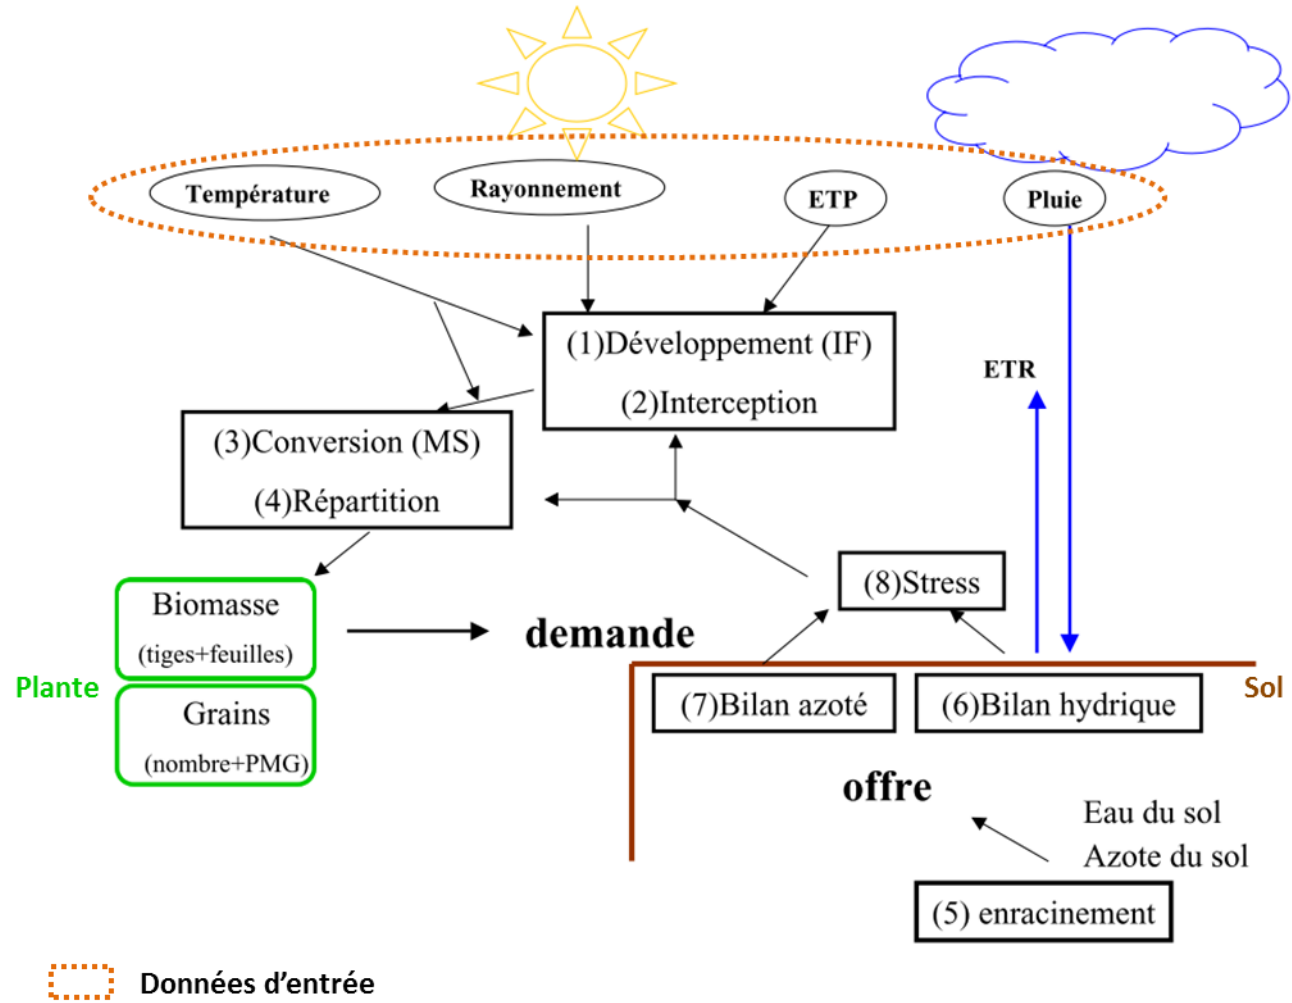 Température
Rayonnement
ETP
Pluie
(1)Développement (IF)
(2)Interception
ETR
(3)Conversion (MS)
(4)Répartition
(8)Stress
Biomasse
(tiges+feuilles)
demande
Plante
Sol
Grains
(nombre+PMG)
(7)Bilan azoté
(6)Bilan hydrique
offre
Eau du sol
Azote du sol
(5) enracinement
Données d'entrée